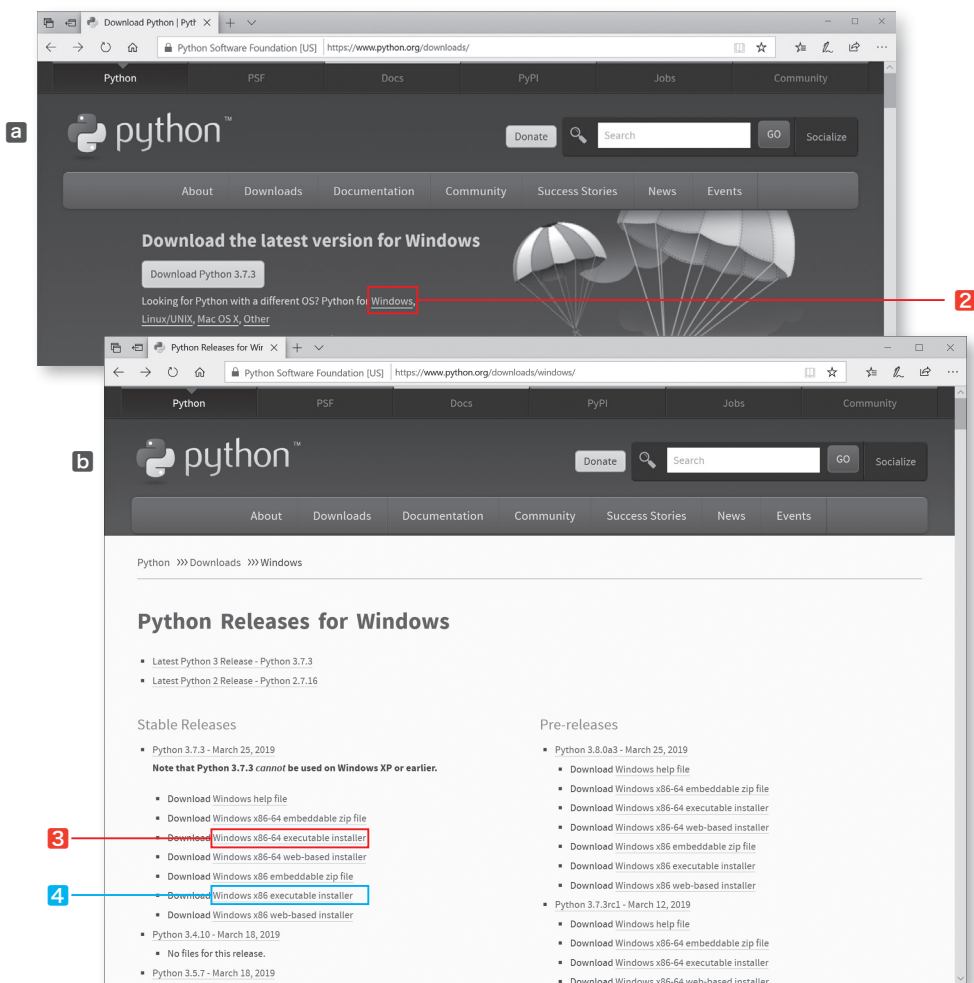 Download Python | Pyth
Python Software Foundation [US] https://www.python.org/downloads/
Python PSF Docs PyPI Jobs Community
a
python™
Donate Search GO Socialize
About Downloads Documentation Community Success Stories News Events
Download the latest version for Windows
Download Python 3.7.3
Looking for Python with a different OS? Python for Windows,
2
Linux/UNIX, Mac OS X, Other
Python Releases for Wir
Python Software Foundation [US] https://www.python.org/downloads/windows/
Python PSF Docs PyPI Jobs Community
b
python™
Donate Search GO Socialize
About Downloads Documentation Community Success Stories News Events
Python >>> Downloads >>> Windows
Python Releases for Windows
Latest Python 3 Release - Python 3.7.3
Latest Python 2 Release - Python 2.7.16
Stable Releases
Python 3.7.3 - March 25, 2019
Note that Python 3.7.3 cannot be used on Windows XP or earlier.
Download Windows help file
Download Windows x86-64 embeddable zip file
3
Download Windows x86-64 executable installer
Download Windows x86-64 web-based installer
Download Windows x86 embeddable zip file
4
Download Windows x86 executable installer
Download Windows x86 web-based installer
Python 3.4.10 - March 18, 2019
No files for this release.
Python 3.5.7 - March 18, 2019
Pre-releases
Python 3.8.0a3 - March 25, 2019
Download Windows help file
Download Windows x86-64 embeddable zip file
Download Windows x86-64 executable installer
Download Windows x86-64 web-based installer
Download Windows x86 embeddable zip file
Download Windows x86 executable installer
Download Windows x86 web-based installer
Python 3.7.3rc1 - March 12, 2019
Download Windows help file
Download Windows x86-64 embeddable zip file
Download Windows x86-64 executable installer
Download Windows x86-64 web-based installer